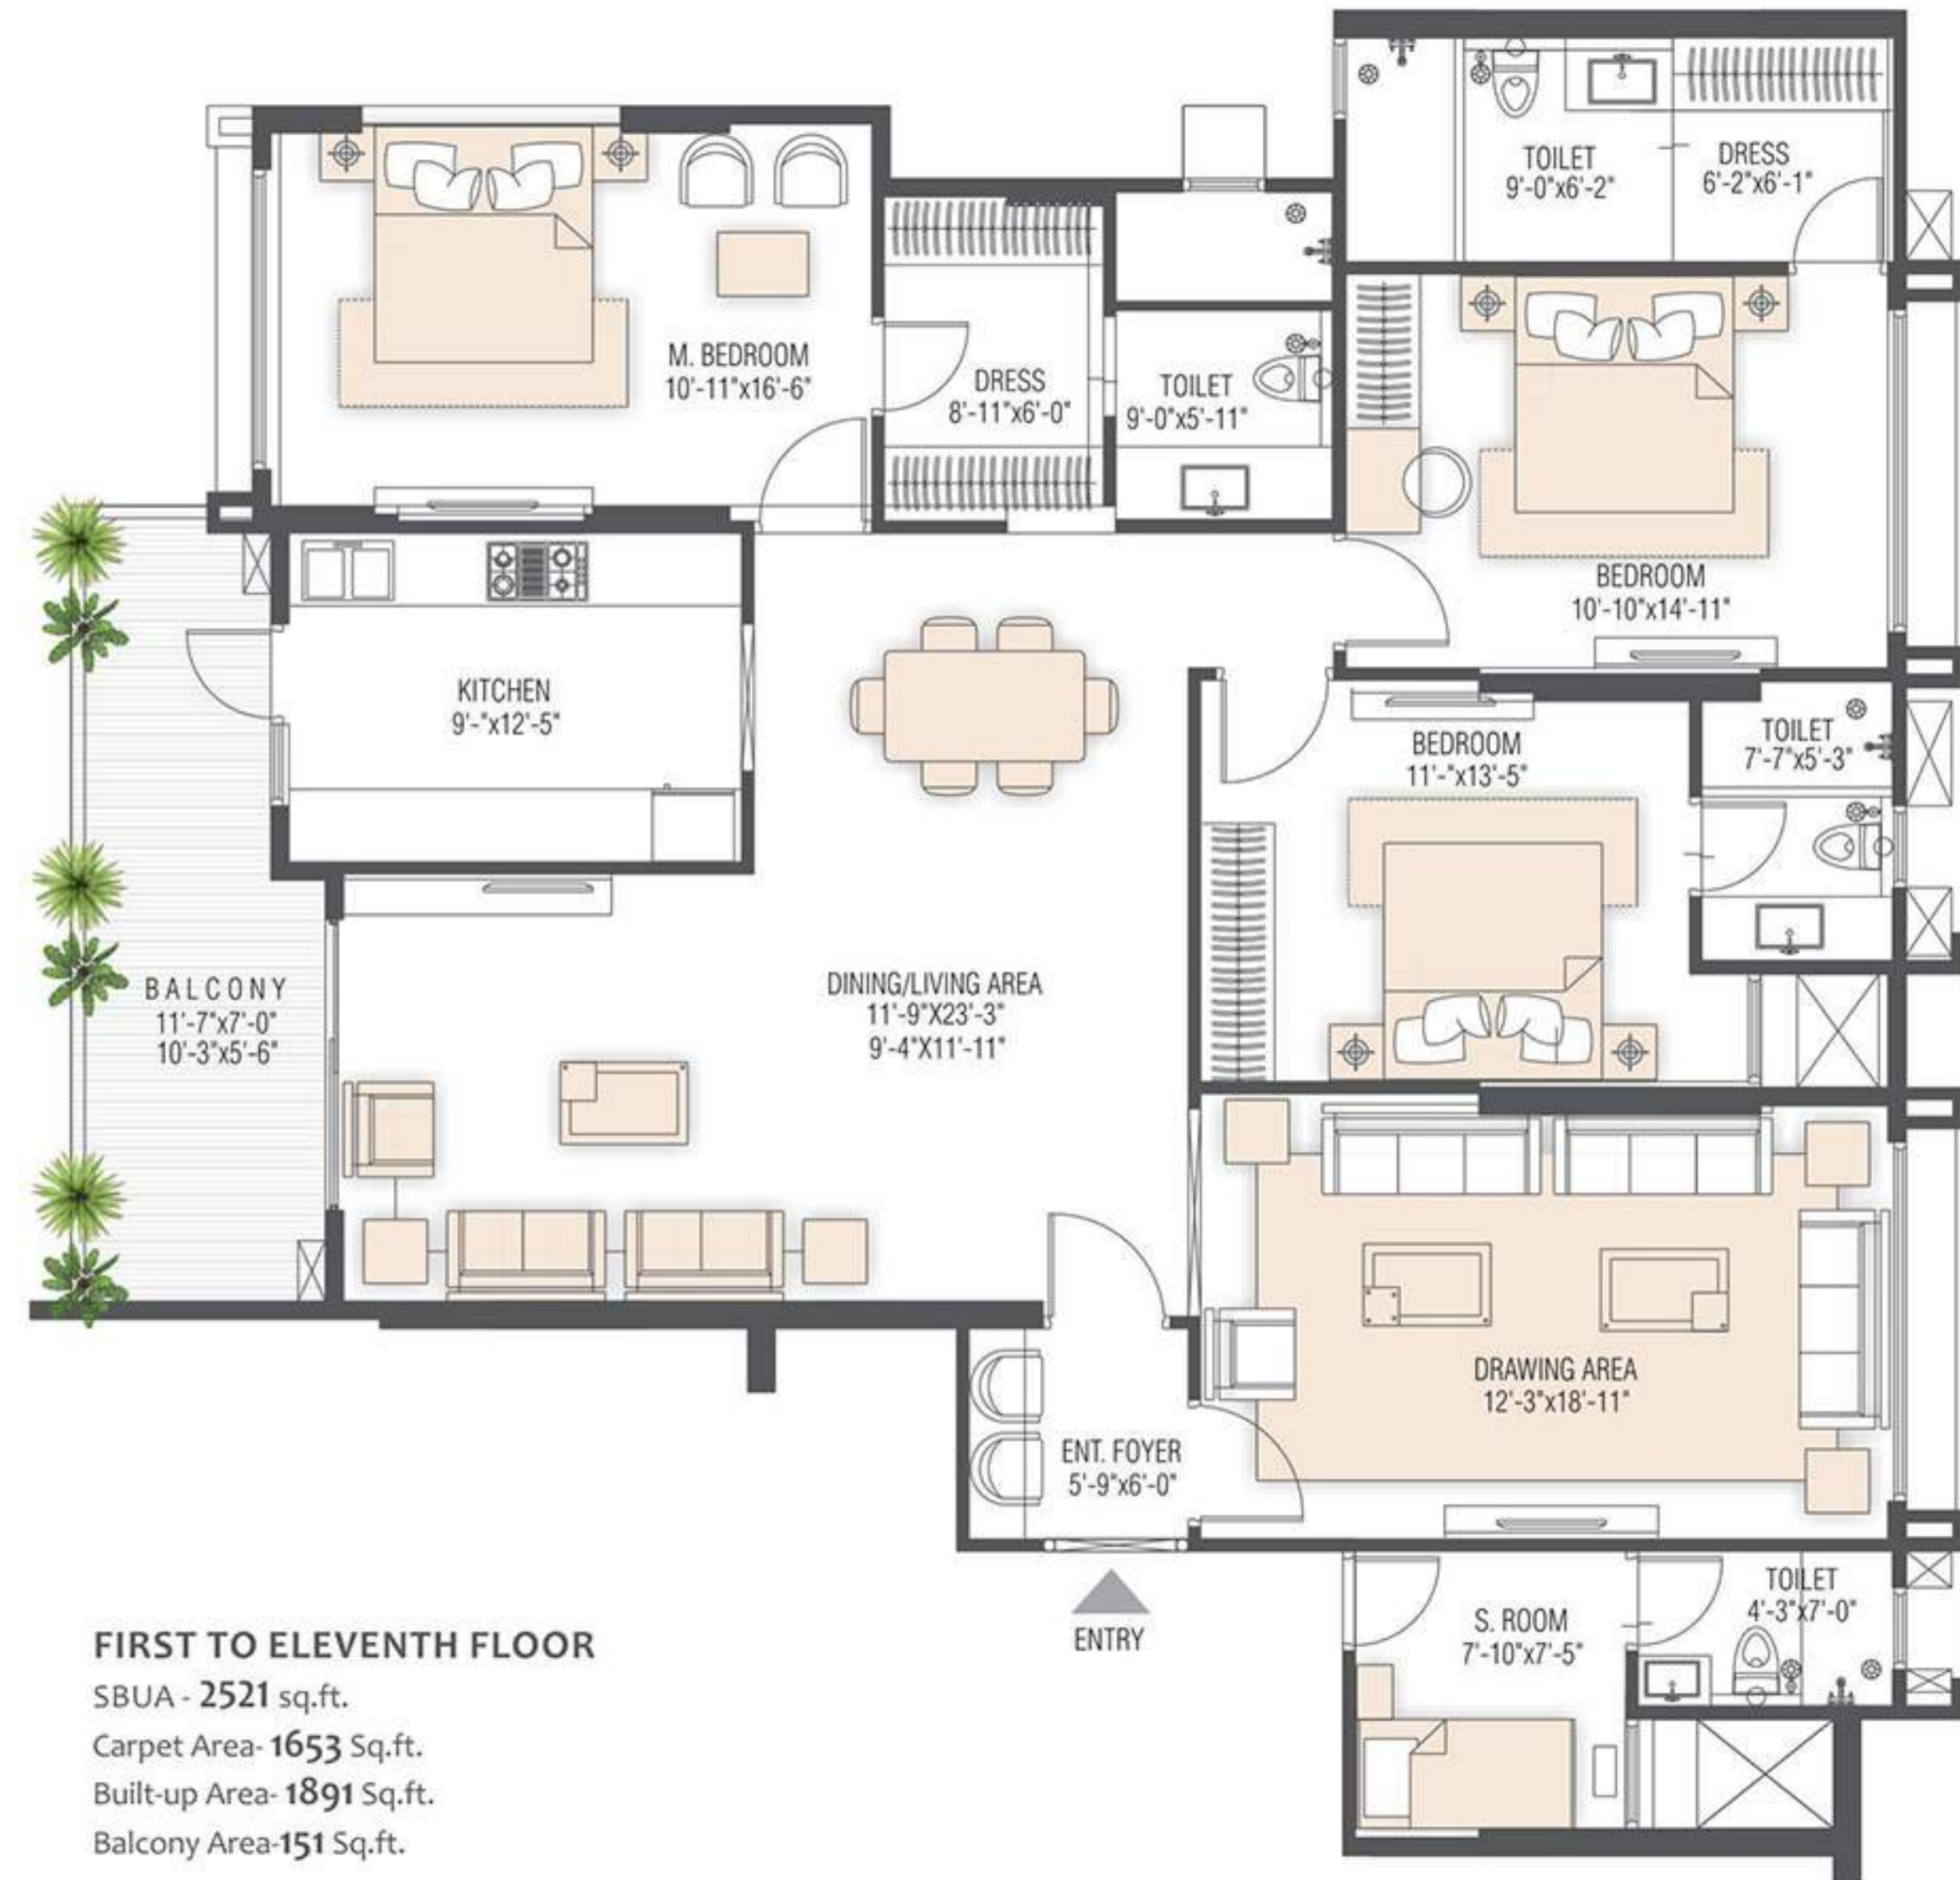 TOILET
9'-0"x6'-2"
DRESS
6'-2"x6'-1"
M. BEDROOM
10'-11"x16'-6"
DRESS
8'-11"x6'-0"
TOILET
9'-0"x5'-11"
BEDROOM
10'-10"x14'-11"
KITCHEN
9'-"x12'-5"
BEDROOM
11'-"x13'-5"
TOILET
7'-7"x5'-3"
BALCONY
11'-7"x7'-0"
10'-3"x5'-6"
DINING/LIVING AREA
11'-9"X23'-3"
9'-4"X11'-11"
DRAWING AREA
12'-3"x18'-11"
ENT. FOYER
5'-9"x6'-0"
ENTRY
S. ROOM
7'-10"x7'-5"
TOILET
4'-3"x7'-0"
FIRST TO ELEVENTH FLOOR
SBUA - 2521 sq.ft.
Carpet Area- 1653 Sq.ft.
Built-up Area- 1891 Sq.ft.
Balcony Area-151 Sq.ft.